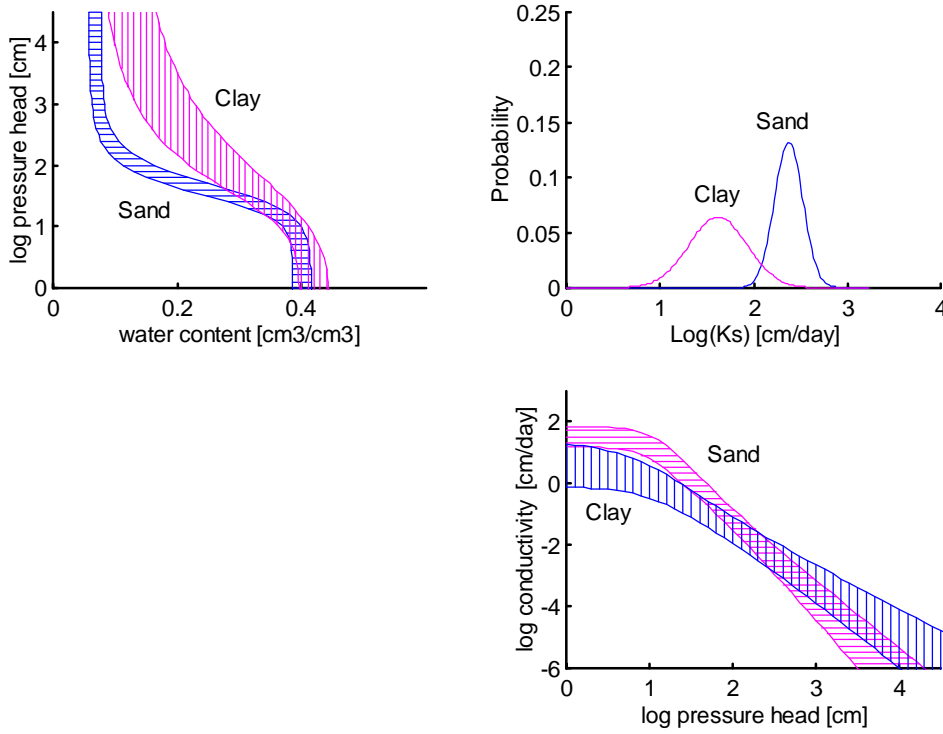 log pressure head [cm]
4
3
2
1
0
Clay
Sand
0
0.2
0.4
water content [cm3/cm3]
Probability
0.25
0.2
0.15
0.10
0.05
0
Sand
Clay
0
1
2
3
4
Log(Ks) [cm/day]
log conductivity [cm/day]
2
0
-2
-4
-6
Sand
Clay
0
1
2
3
4
log pressure head [cm]